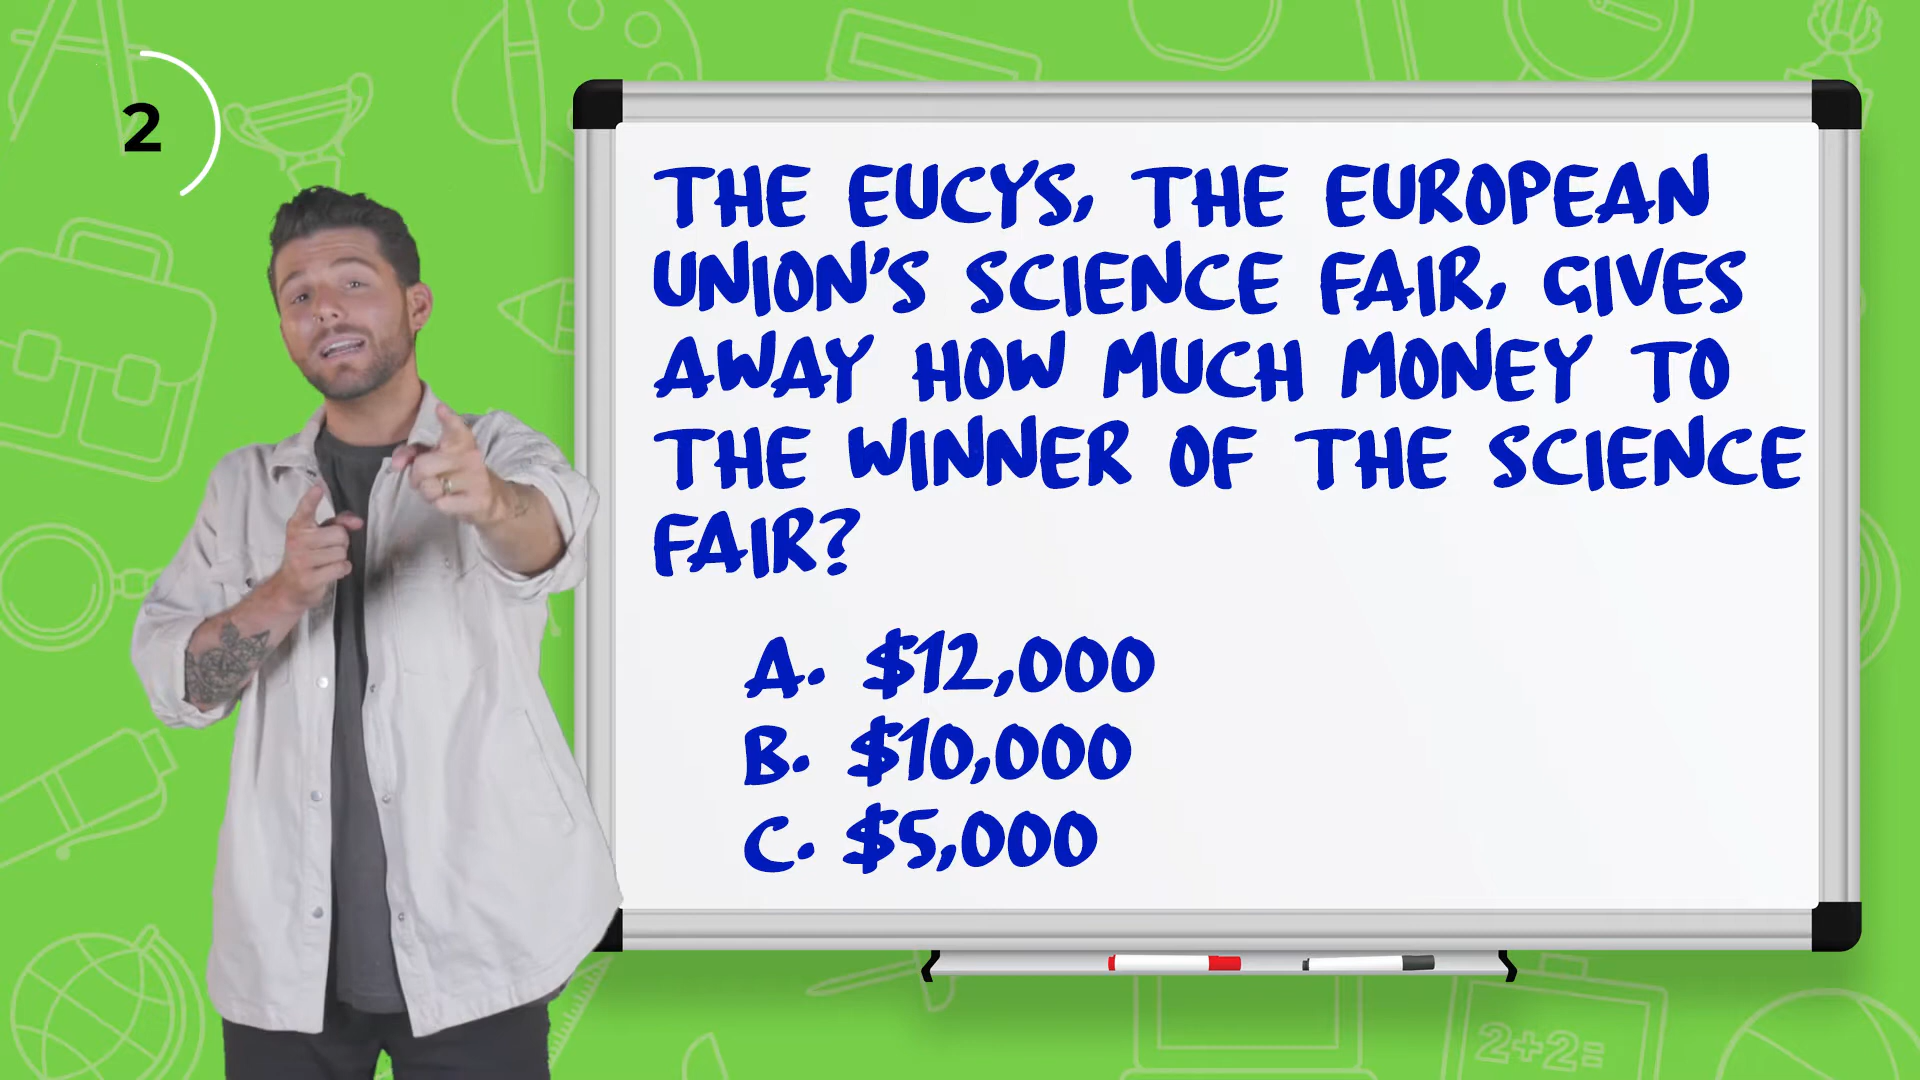 2
THE EUCYS, THE EUROPEAN
UNION'S SCIENCE FAIR, GIVES
AWAY HOW MUCH MONEY TO
THE WINNER OF THE SCIENCE
FAIR?
A. $12,000
B. $10,000
C. $5,000
2+2=